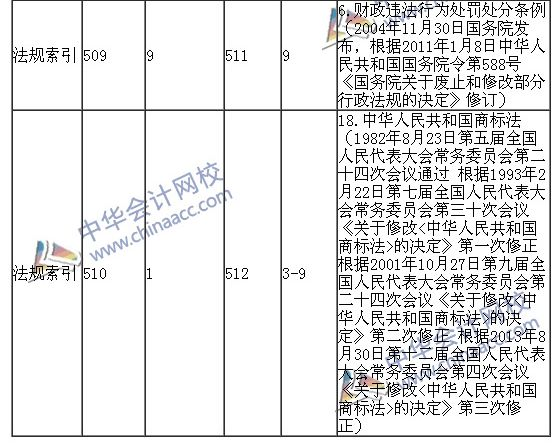 6.财政违法行为处罚处分条例
（2004年11月30日国务院发
布，根据2011年1月8日中华人
民共和国国务院令第588号
《国务院关于废止和修改部分
行政法规的决定》修订）
法规索引 509 9 511 9
18.中华人民共和国商标法
（1982年8月23日第五届全国
人民代表大会常务委员会第二
十四次会议通过 根据1993年2
月22日第七届全国人民代表大
会常务委员会第三十次会议
《关于修改<中华人民共和国
商标法>的决定》第一次修正
根据2001年10月27日第九届全
国人民代表大会常务委员会第
二十四次会议《关于修改<中
华人民共和国商标法>的决
定》第二次修正 根据2013年8
月30日第十二届全国人民代表
大会常务委员会第四次会议
《关于修改<中华人民共和国
商标法>的决定》第三次修
正）
法规索引 510 1 512 3-9
中华会计网校
www.chinaacc.com